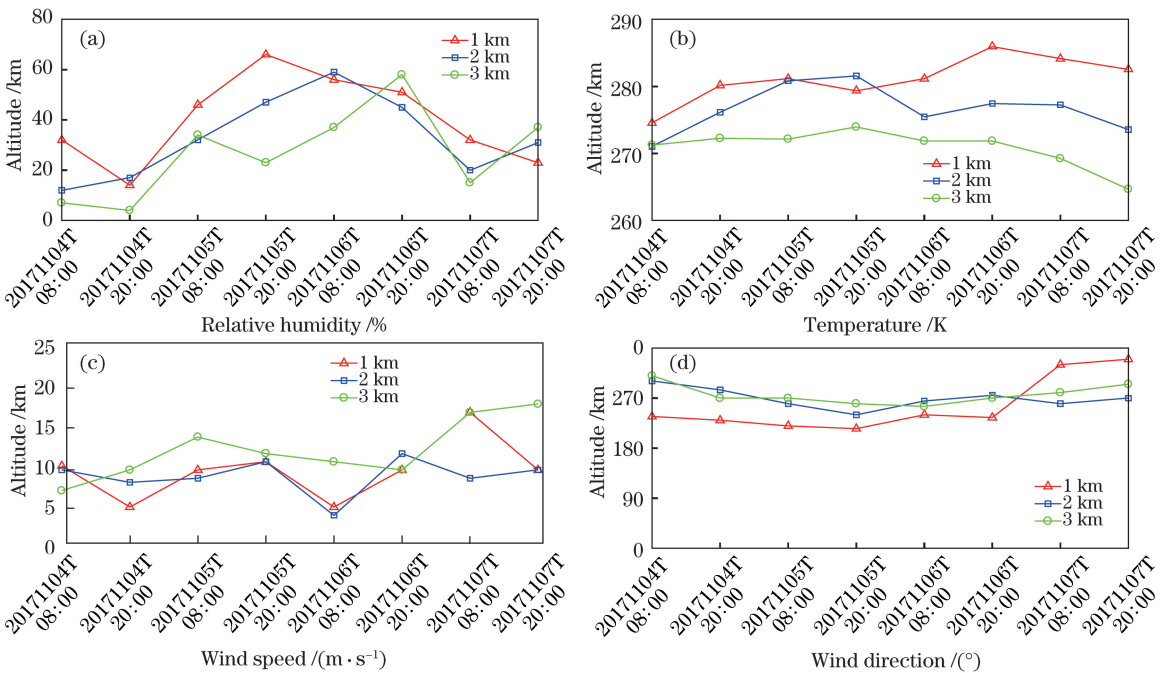 80
60
40
20
0
Altitude /km
(a)
1 km
2 km
3 km
20171104T 08:00
20171104T 20:00
20171105T 08:00
20171105T 20:00
20171106T 08:00
20171106T 20:00
20171107T 08:00
20171107T 20:00
Relative humidity /%
290
280
270
260
Altitude /km
(b)
1 km
2 km
3 km
20171104T 08:00
20171104T 20:00
20171105T 08:00
20171105T 20:00
20171106T 08:00
20171106T 20:00
20171107T 08:00
20171107T 20:00
Temperature /K
25
20
15
10
5
0
Altitude /km
(c)
1 km
2 km
3 km
20171104T 08:00
20171104T 20:00
20171105T 08:00
20171105T 20:00
20171106T 08:00
20171106T 20:00
20171107T 08:00
20171107T 20:00
Wind speed /(m · s⁻¹)
0
270
180
90
0
Altitude /km
(d)
1 km
2 km
3 km
20171104T 08:00
20171104T 20:00
20171105T 08:00
20171105T 20:00
20171106T 08:00
20171106T 20:00
20171107T 08:00
20171107T 20:00
Wind direction /(°)